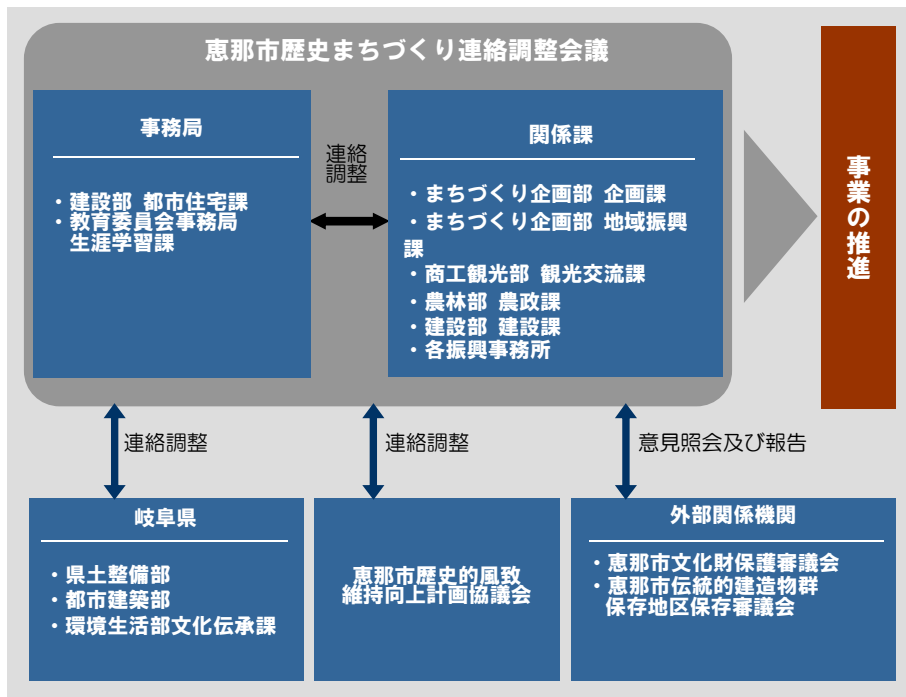 恵那市歴史まちづくり連絡調整会議
事務局
・建設部 都市住宅課
・教育委員会事務局
生涯学習課
連絡
調整
関係課
・まちづくり企画部 企画課
・まちづくり企画部 地域振興
課
・商工観光部 観光交流課
・農林部 農政課
・建設部 建設課
・各振興事務所
事業の推進
連絡調整
連絡調整
意見照会及び報告
岐阜県
・県土整備部
・都市建築部
・環境生活部文化伝承課
恵那市歴史的風致
維持向上計画協議会
外部関係機関
・恵那市文化財保護審議会
・恵那市伝統的建造物群
保存地区保存審議会